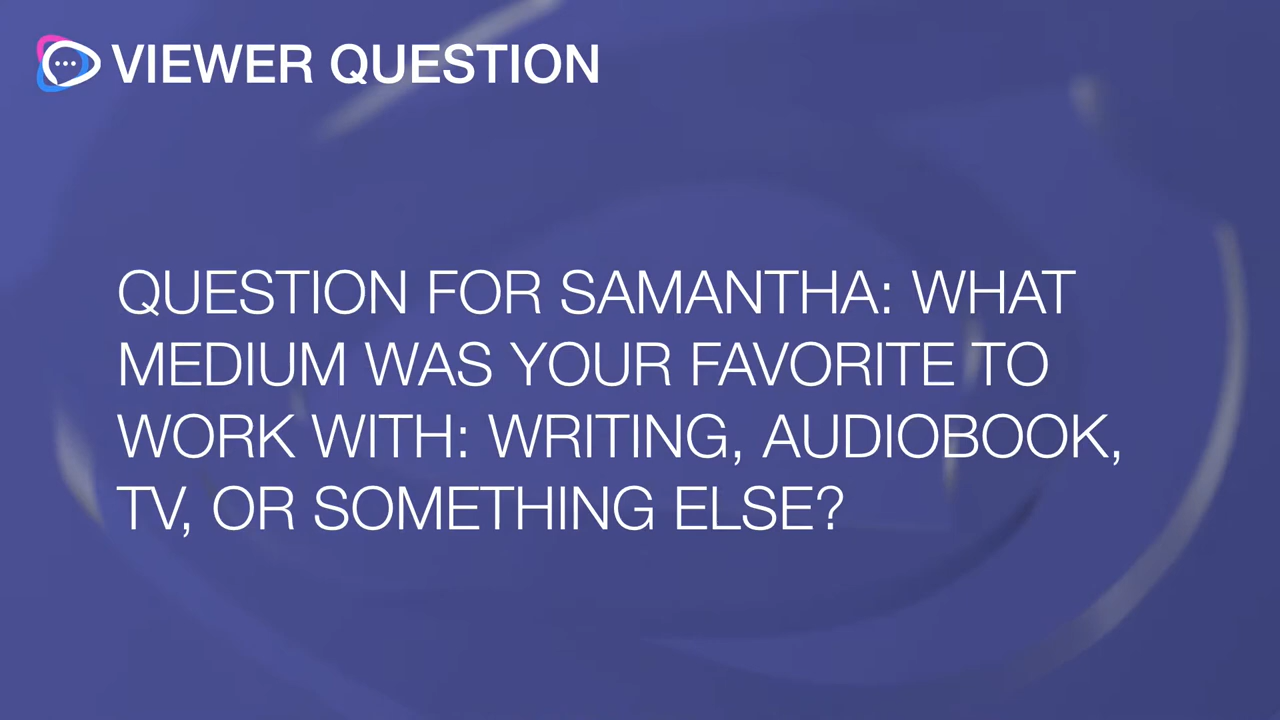 VIEWER QUESTION
QUESTION FOR SAMANTHA: WHAT
MEDIUM WAS YOUR FAVORITE TO
WORK WITH: WRITING, AUDIOBOOK,
TV, OR SOMETHING ELSE?